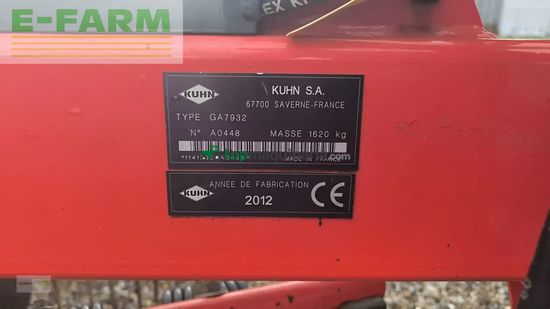 E-FARM
EX
KUHN
KUHN S.A.
67700 SAVERNE-FRANCE
TYPE GA7932
N° A0448 MASSE 1620 kg
MADE IN FRANCE
KUHN
ANNEE DE FABRICATION
2012
CE